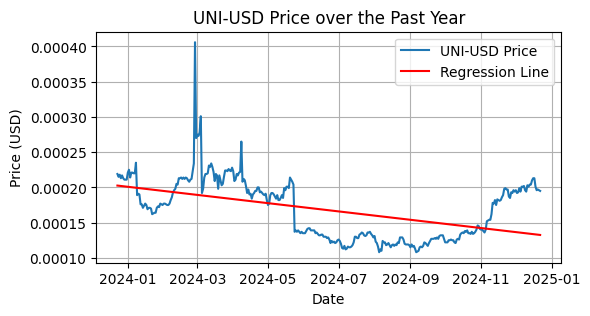 UNI-USD Price over the Past Year
UNI-USD Price
Regression Line
Price (USD)
0.00040
0.00035
0.00030
0.00025
0.00020
0.00015
0.00010
2024-01
2024-03
2024-05
2024-07
2024-09
2024-11
2025-01
Date